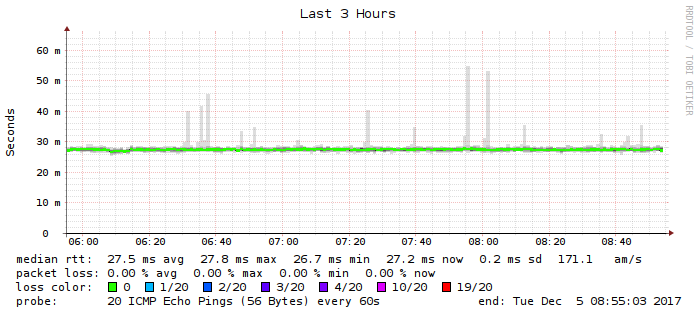 Last 3 Hours
RRDTOOL / TOBI OETIKER
Seconds
60 m
50 m
40 m
30 m
20 m
10 m
0
06:00 06:20 06:40 07:00 07:20 07:40 08:00 08:20 08:40
median rtt: 27.5 ms avg 27.8 ms max 26.7 ms min 27.2 ms now 0.2 ms sd 171.1 am/s
packet loss: 0.00 % avg 0.00 % max 0.00 % min 0.00 % now
loss color: 0 1/20 2/20 3/20 4/20 10/20 19/20
probe: 20 ICMP Echo Pings (56 Bytes) every 60s end: Tue Dec 5 08:55:03 2017